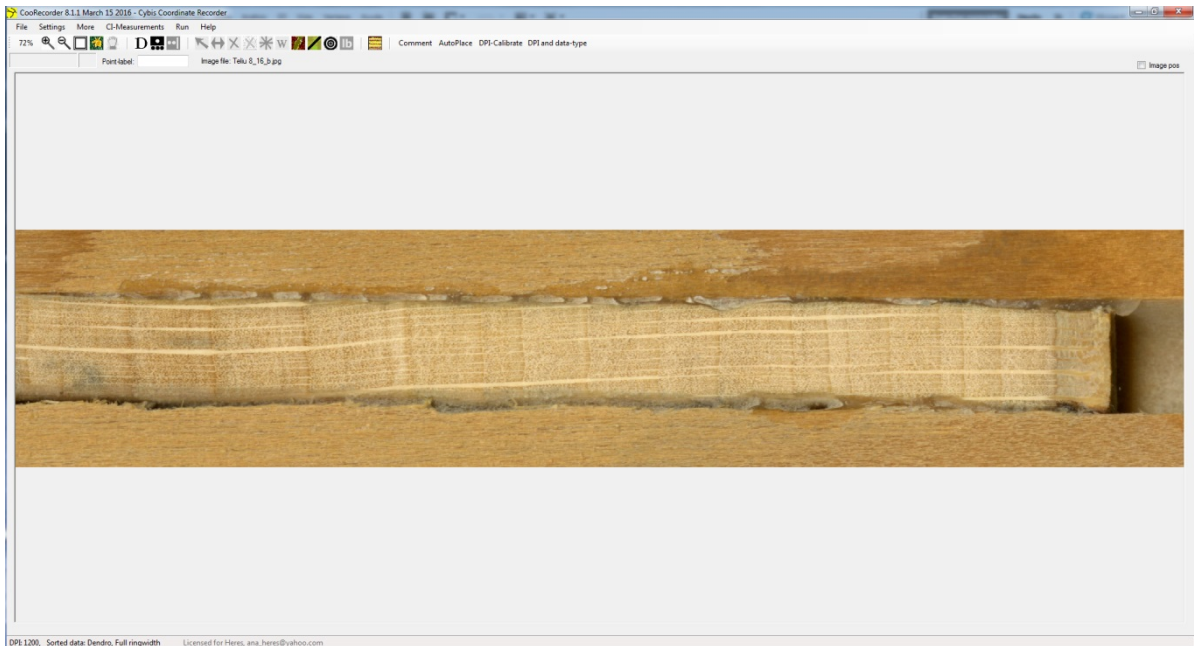 CooRecorder 8.1.1 March 15 2016 - Cybis Coordinate Recorder
File Settings More CI-Measurements Run Help
72% D W lb Comment AutoPlace DPI-Calibrate DPI and data-type
Point-label: Image file: Teliu 8_16_b.jpg Image pos
DPI: 1200, Sorted data: Dendro, Full ringwidth Licensed for Heres, ana_heres@yahoo.com